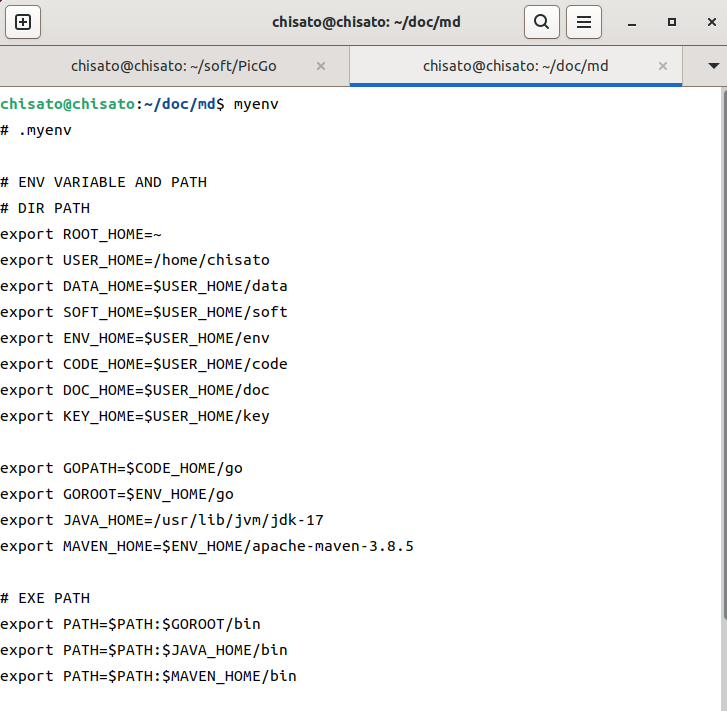 chisato@chisato: ~/doc/md
chisato@chisato: ~/soft/PicGo
chisato@chisato: ~/doc/md
chisato@chisato:~/doc/md$ myenv
# .myenv
# ENV VARIABLE AND PATH
# DIR PATH
export ROOT_HOME=~
export USER_HOME=/home/chisato
export DATA_HOME=$USER_HOME/data
export SOFT_HOME=$USER_HOME/soft
export ENV_HOME=$USER_HOME/env
export CODE_HOME=$USER_HOME/code
export DOC_HOME=$USER_HOME/doc
export KEY_HOME=$USER_HOME/key
export GOPATH=$CODE_HOME/go
export GOROOT=$ENV_HOME/go
export JAVA_HOME=/usr/lib/jvm/jdk-17
export MAVEN_HOME=$ENV_HOME/apache-maven-3.8.5
# EXE PATH
export PATH=$PATH:$GOROOT/bin
export PATH=$PATH:$JAVA_HOME/bin
export PATH=$PATH:$MAVEN_HOME/bin